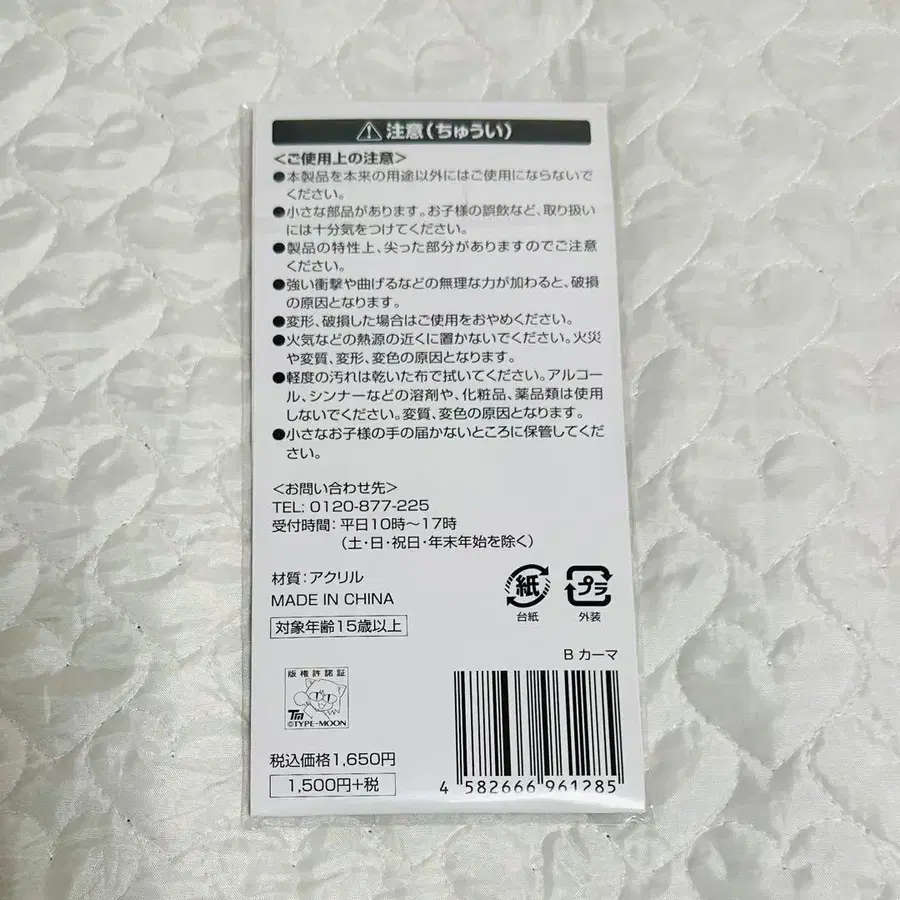 ⚠ 注意(ちゅうい)
<ご使用上の注意>
●本製品を本来の用途以外にはご使用にならないで
ください。
●小さな部品があります。お子様の誤飲など、取り扱い
には十分気をつけてください。
●製品の特性上、尖った部分がありますのでご注意
ください。
●強い衝撃や曲げるなどの無理な力が加わると、破損
の原因となります。
●変形、破損した場合はご使用をおやめください。
●火気などの熱源の近くに置かないでください。火災
や変質、変形、変色の原因となります。
●軽度の汚れは乾いた布で拭いてください。アルコー
ル、シンナーなどの溶剤や、化粧品、薬品類は使用
しないでください。変質、変色の原因となります。
●小さなお子様の手の届かないところに保管してくだ
さい。
<お問い合わせ先>
TEL: 0120-877-225
受付時間: 平日10時～17時
(土・日・祝日・年末年始を除く)
材質:アクリル
MADE IN CHINA
対象年齢15歳以上
紙
台紙
プラ
外装
B カーマ
版権許諾証
TM
©TYPE-MOON
税込価格1,650円
1,500円+税
4 582666 961285